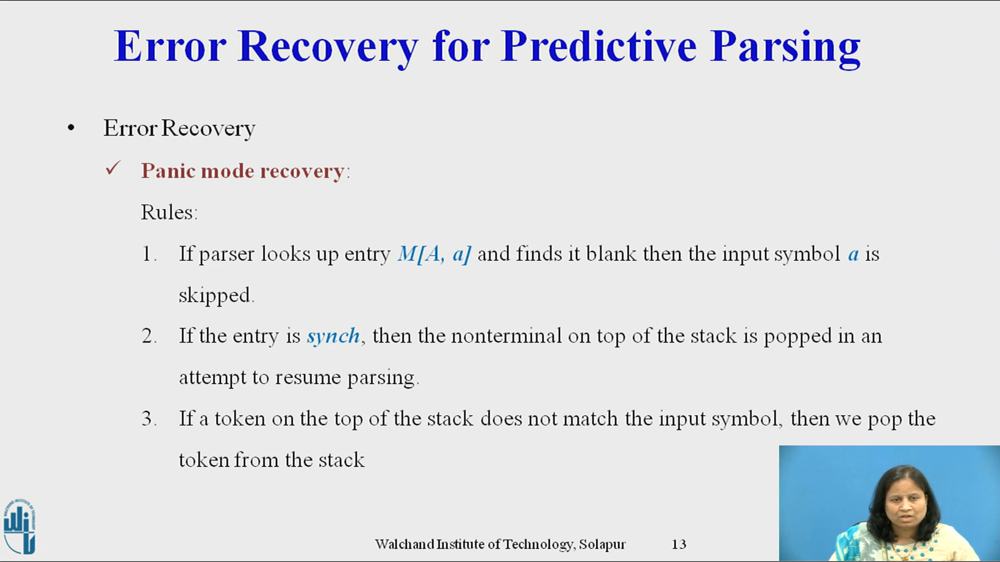 Error Recovery for Predictive Parsing
• Error Recovery
✓ Panic mode recovery:
Rules:
1. If parser looks up entry M[A, a] and finds it blank then the input symbol a is
skipped.
2. If the entry is synch, then the nonterminal on top of the stack is popped in an
attempt to resume parsing.
3. If a token on the top of the stack does not match the input symbol, then we pop the
token from the stack
WALCHAND INSTITUTE OF TECHNOLOGY
Walchand Institute of Technology, Solapur 13